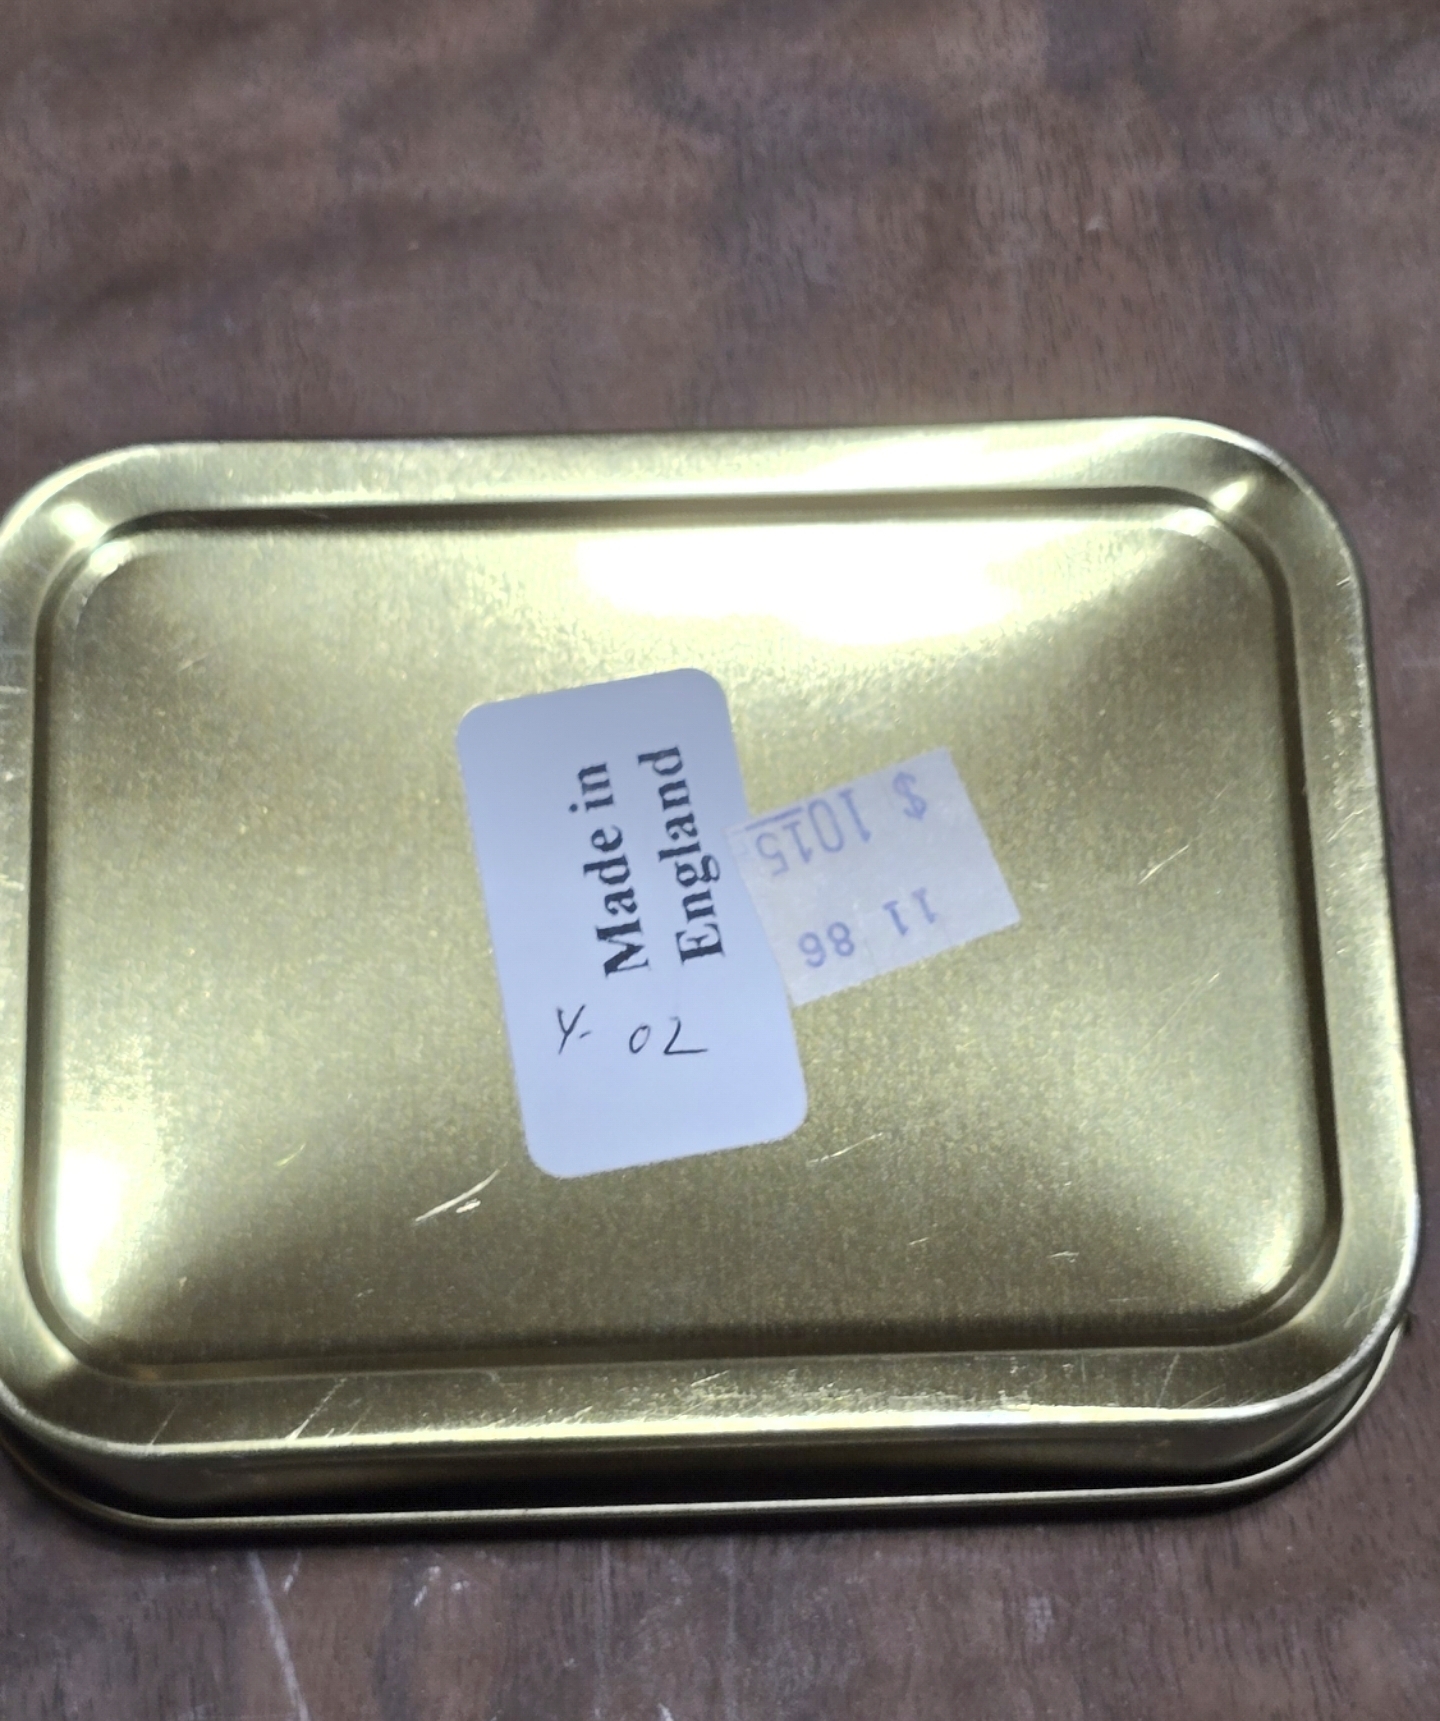 Made in
England
Y- 02
11 86
$ 1015